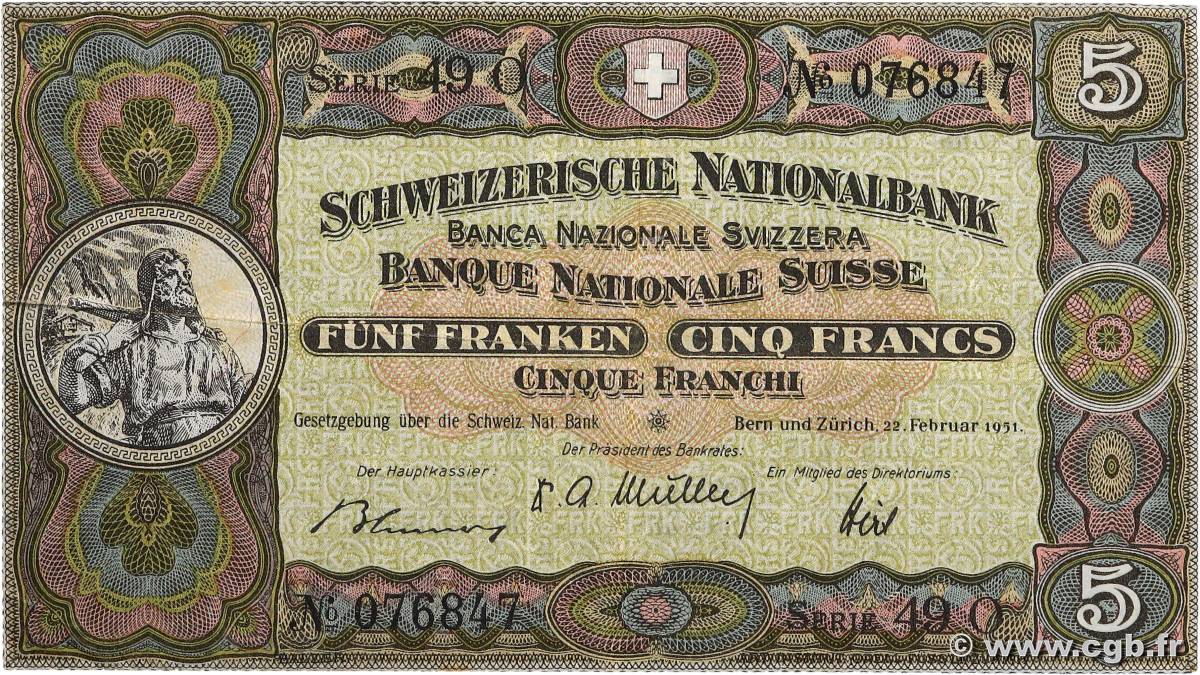 SERIE 49 O
No 076847
5
SCHWEIZERISCHE NATIONALBANK
BANCA NAZIONALE SVIZZERA
BANQUE NATIONALE SUISSE
FÜNF FRANKEN
CINQ FRANCS
CINQUE FRANCHI
Gesetzgebung über die Schweiz. Nat. Bank
Bern und Zürich, 22. Februar 1951.
Der Präsident des Bankrates:
Der Hauptkassier:
Ein Mitglied des Direktoriums:
No 076847
SERIE 49 O
5
© www.cgb.fr